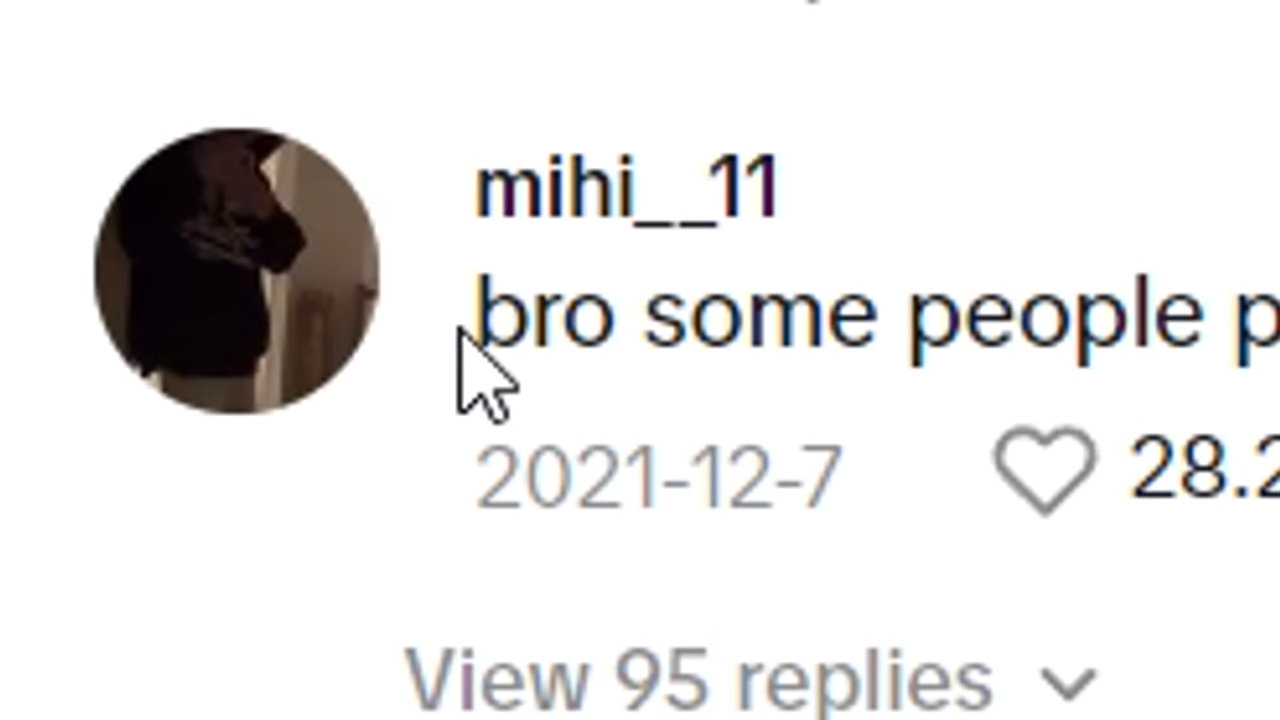 mihi__11
bro some people p
2021-12-7
28.2
View 95 replies